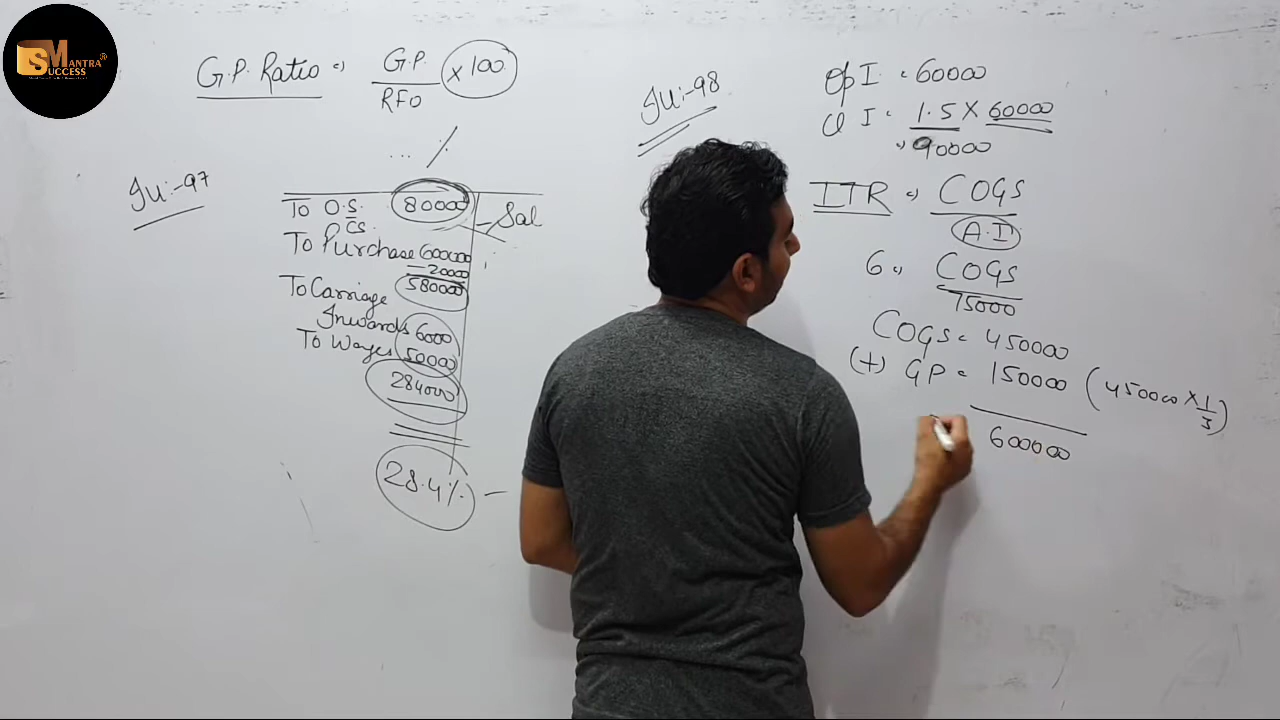 MANTRA®
SUCCESS
G.P. Ratio = G.P. × 100
RFO
Ju:-97
To O.S. 80000
CS.
Sal
To Purchase 600000
-20000
580000
To Carriage
Inwards 6000
To Wages 50000
284000
28.4%
Ju:-98
Op I = 60000
Cl I = 1.5 × 60000
= 90000
ITR = COGS
A.I
6 = COGS
75000
COGS = 450000
(+) GP = 150000 (450000 × 1/3)
600000